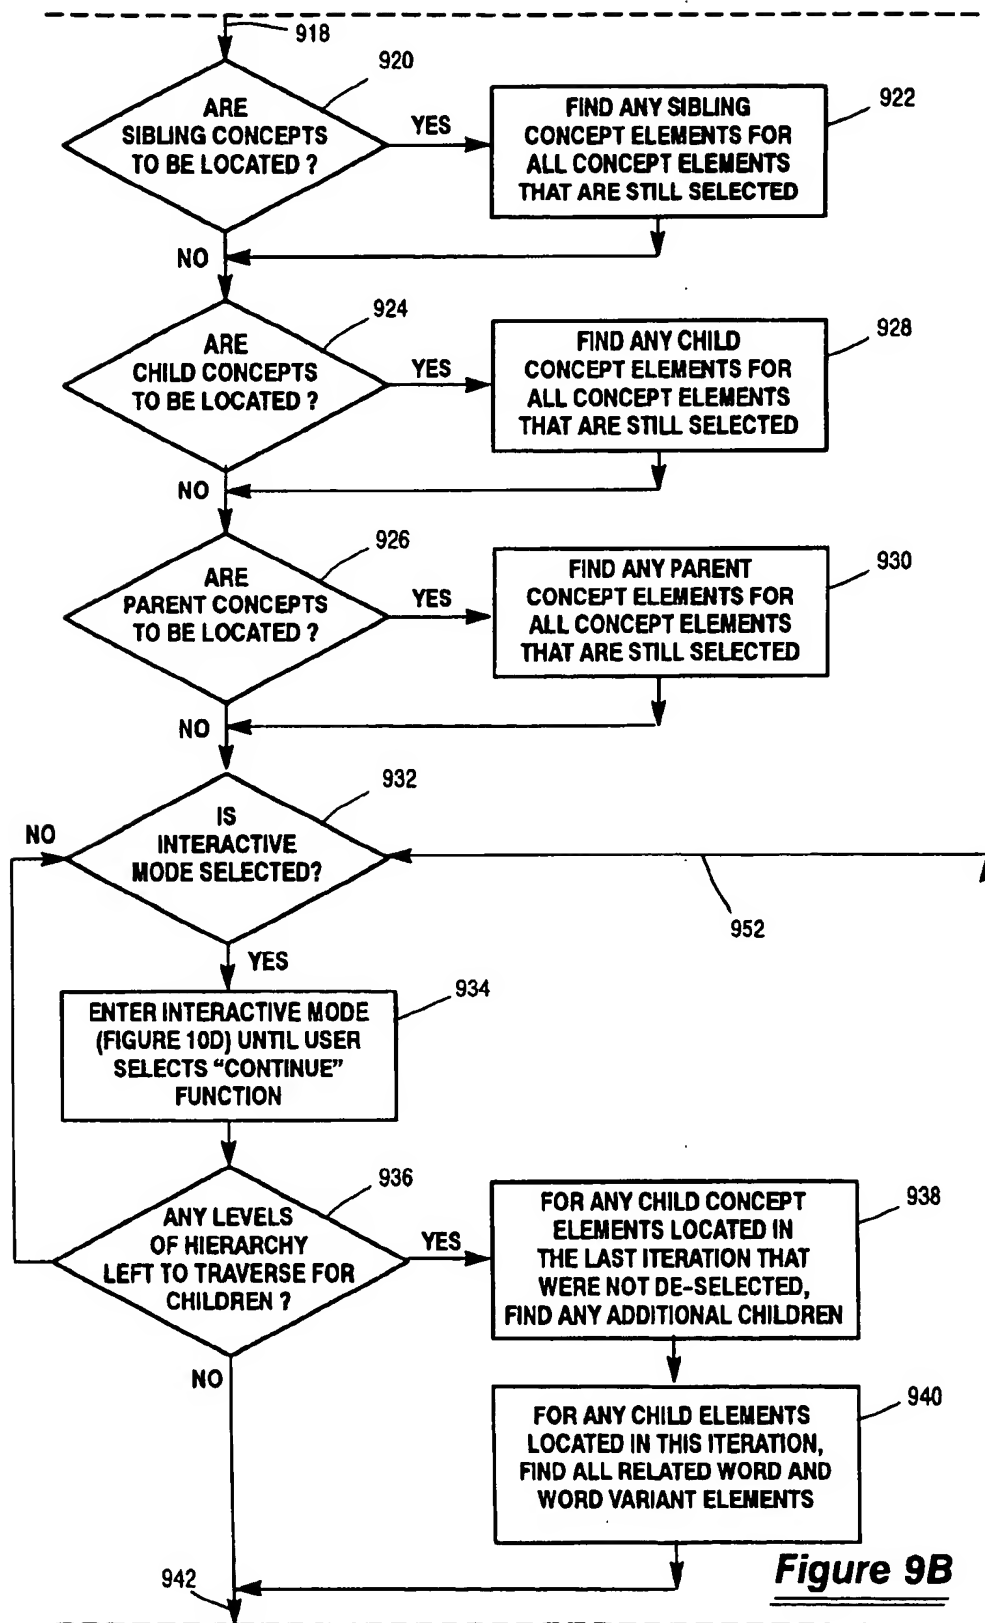 918
920
ARE
SIBLING CONCEPTS
TO BE LOCATED ?
YES
FIND ANY SIBLING
CONCEPT ELEMENTS FOR
ALL CONCEPT ELEMENTS
THAT ARE STILL SELECTED
922
NO
924
ARE
CHILD CONCEPTS
TO BE LOCATED ?
YES
FIND ANY CHILD
CONCEPT ELEMENTS FOR
ALL CONCEPT ELEMENTS
THAT ARE STILL SELECTED
928
NO
926
ARE
PARENT CONCEPTS
TO BE LOCATED ?
YES
FIND ANY PARENT
CONCEPT ELEMENTS FOR
ALL CONCEPT ELEMENTS
THAT ARE STILL SELECTED
930
NO
932
IS
INTERACTIVE
MODE SELECTED?
NO
952
YES
ENTER INTERACTIVE MODE
(FIGURE 10D) UNTIL USER
SELECTS “CONTINUE”
FUNCTION
934
936
ANY LEVELS
OF HIERARCHY
LEFT TO TRAVERSE FOR
CHILDREN ?
YES
FOR ANY CHILD CONCEPT
ELEMENTS LOCATED IN
THE LAST ITERATION THAT
WERE NOT DE-SELECTED,
FIND ANY ADDITIONAL CHILDREN
938
NO
FOR ANY CHILD ELEMENTS
LOCATED IN THIS ITERATION,
FIND ALL RELATED WORD AND
WORD VARIANT ELEMENTS
940
942
Figure 9B